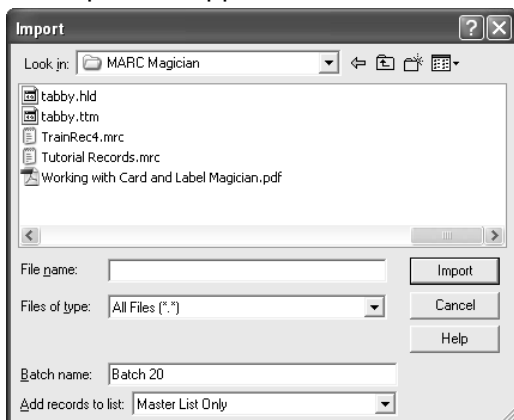 Import
Look in: MARC Magician
tabby.hld
tabby.ttm
TrainRec4.mrc
Tutorial Records.mrc
Working with Card and Label Magician.pdf
File name: Import
Files of type: All Files (*.*) Cancel
Help
Batch name: Batch 20
Add records to list: Master List Only